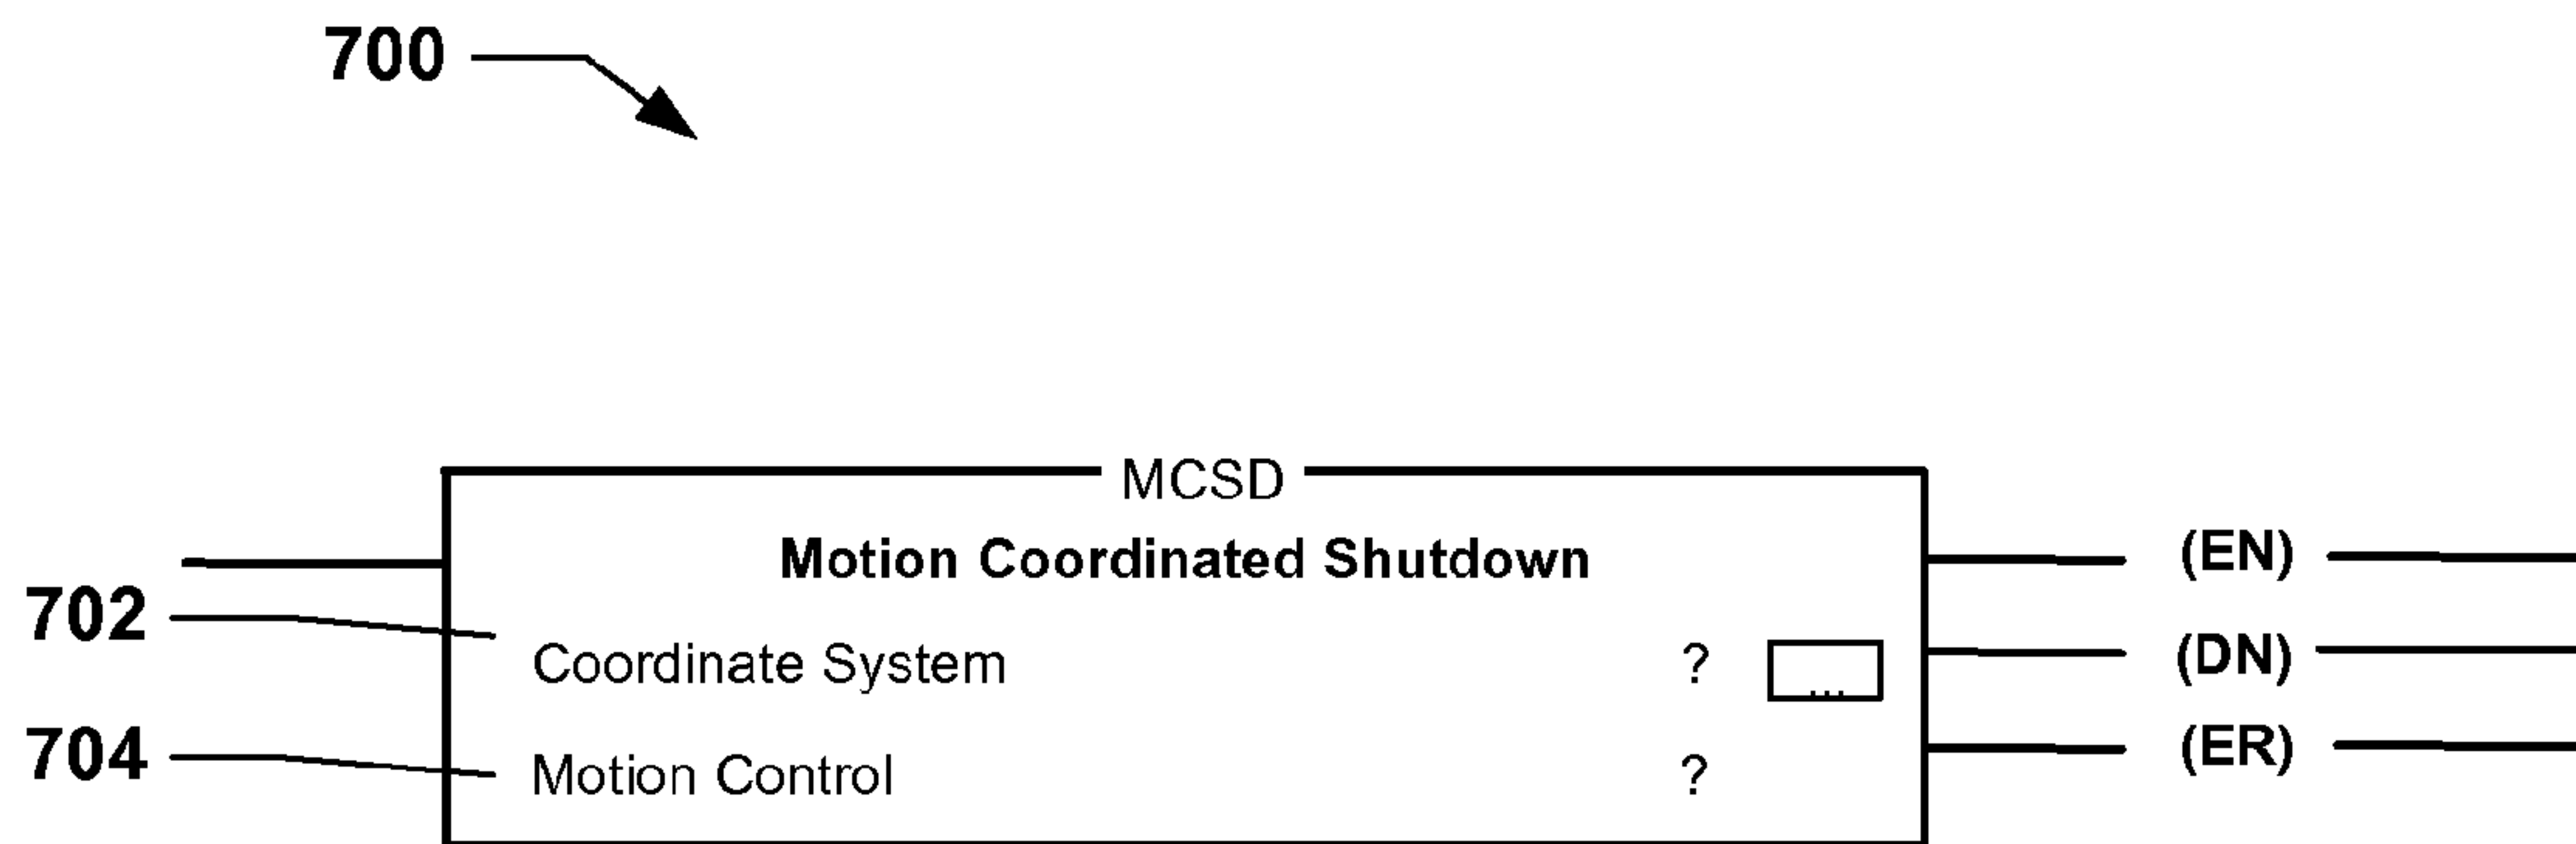 700
MCSD
Motion Coordinated Shutdown (EN)
702 Coordinate System ? ... (DN)
704 Motion Control ? (ER)